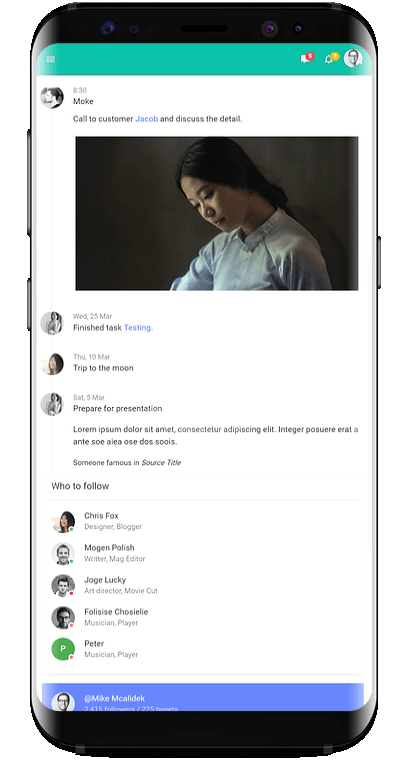 5
7
8:30
Moke
Call to customer Jacob and discuss the detail.
Wed, 25 Mar
Finished task Testing.
Thu, 10 Mar
Trip to the moon
Sat, 5 Mar
Prepare for presentation
Lorem ipsum dolor sit amet, consectetur adipiscing elit. Integer posuere erat a
ante soe aiea ose dos soois.
Someone famous in Source Title
Who to follow
Chris Fox
Designer, Blogger
Mogen Polish
Writter, Mag Editor
Joge Lucky
Art director, Movie Cut
Folisise Chosielie
Musician, Player
P
Peter
Musician, Player
@Mike Mcalidek
2,415 followers / 225 tweets